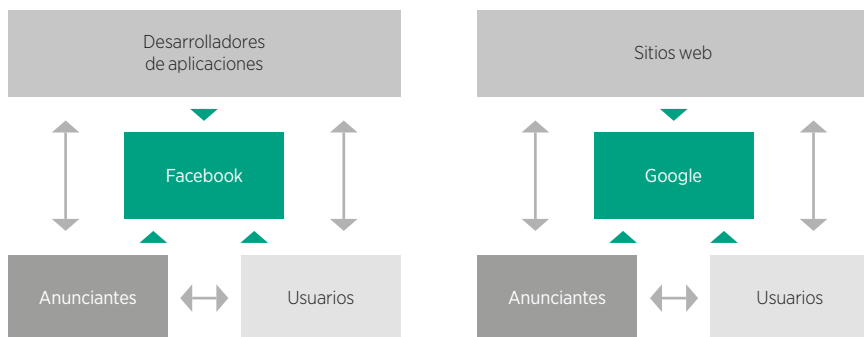 Desarrolladores
de aplicaciones
Facebook
Anunciantes
Usuarios
Sitios web
Google
Anunciantes
Usuarios